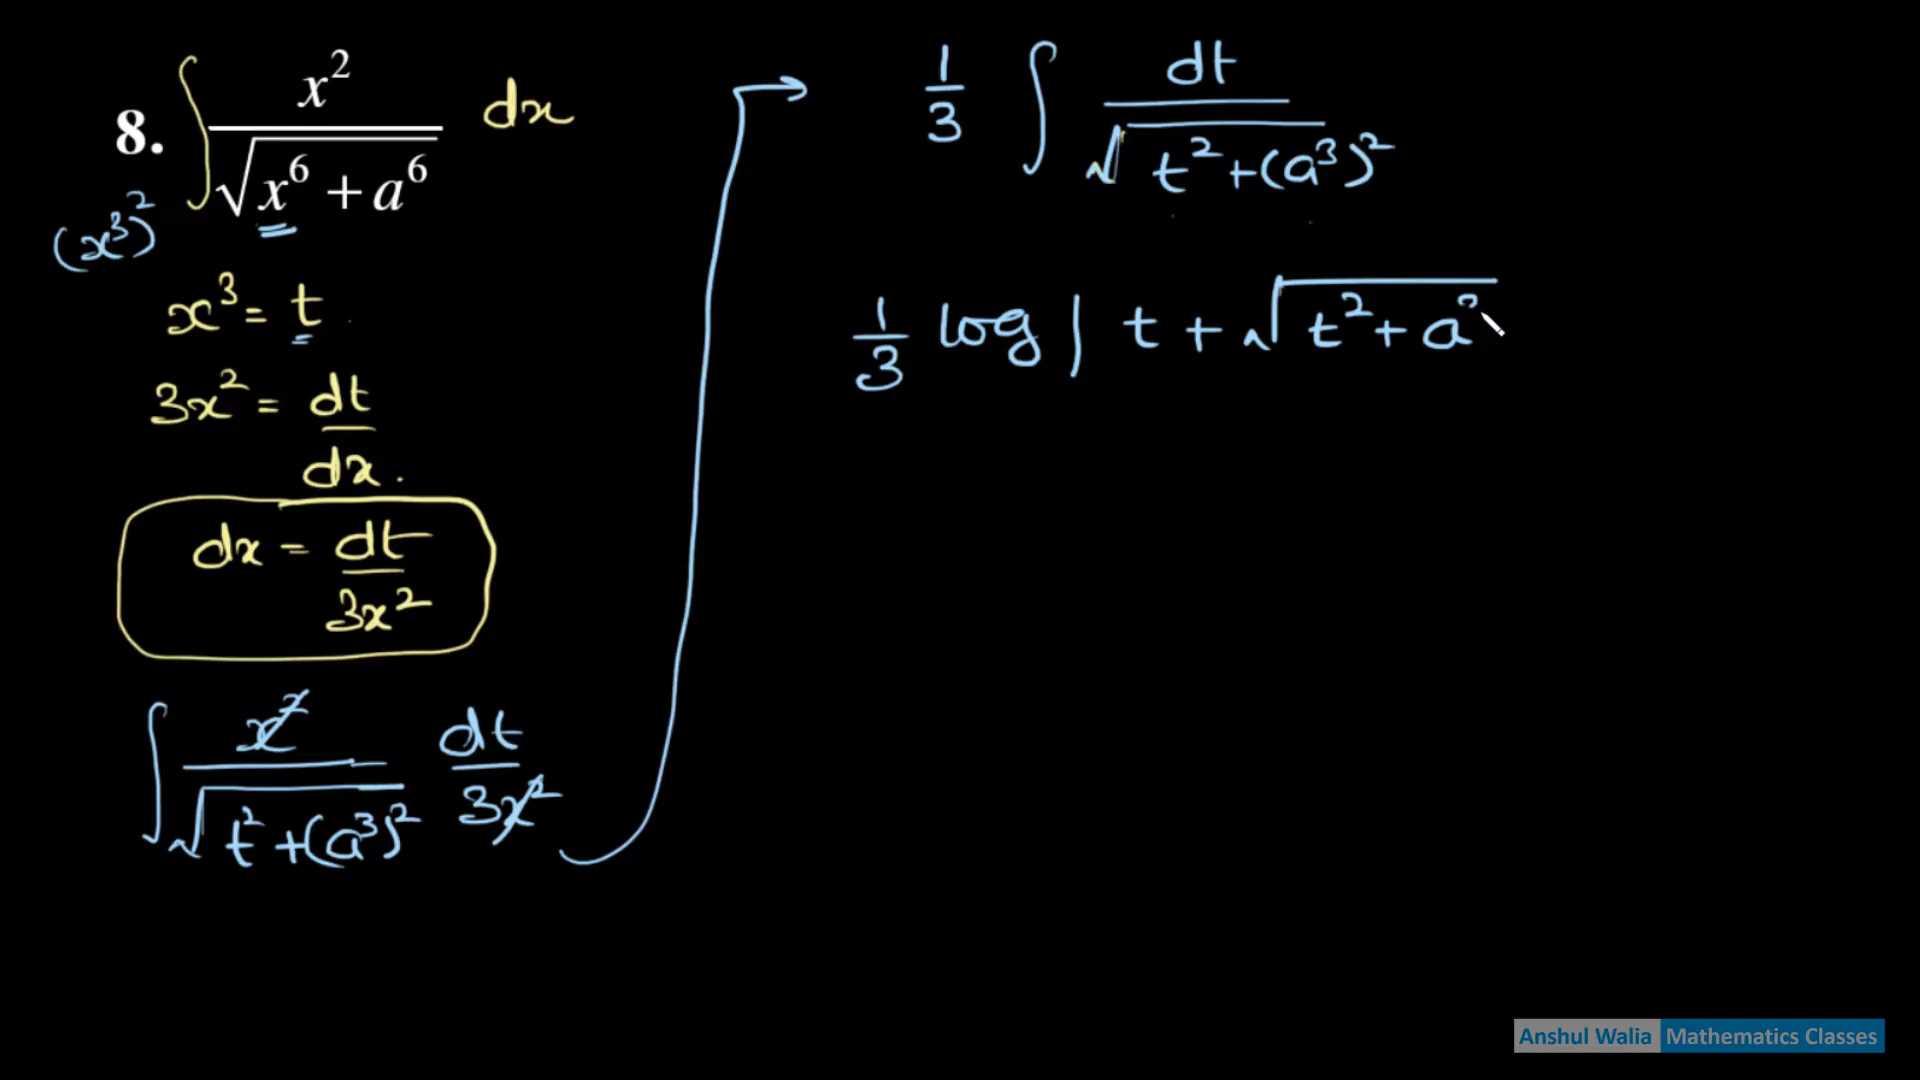 8. ∫ x² / √(x⁶ + a⁶) dx
(x³)²
x³ = t
3x² = dt/dx.
dx = dt/3x²
∫ x² / √(t² + (a³)²) dt/3x²
1/3 ∫ dt / √(t² + (a³)²)
1/3 log | t + √(t² + a
Anshul Walia Mathematics Classes